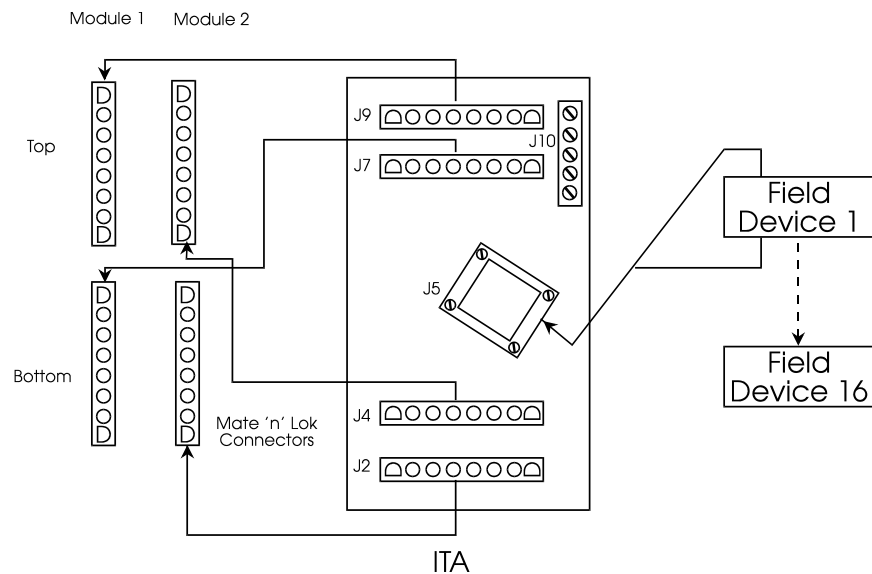 Module 1
Module 2
Top
J9
J10
J7
Field
Device 1
J5
Bottom
Field
Device 16
Mate 'n' Lok
Connectors
J4
J2
ITA